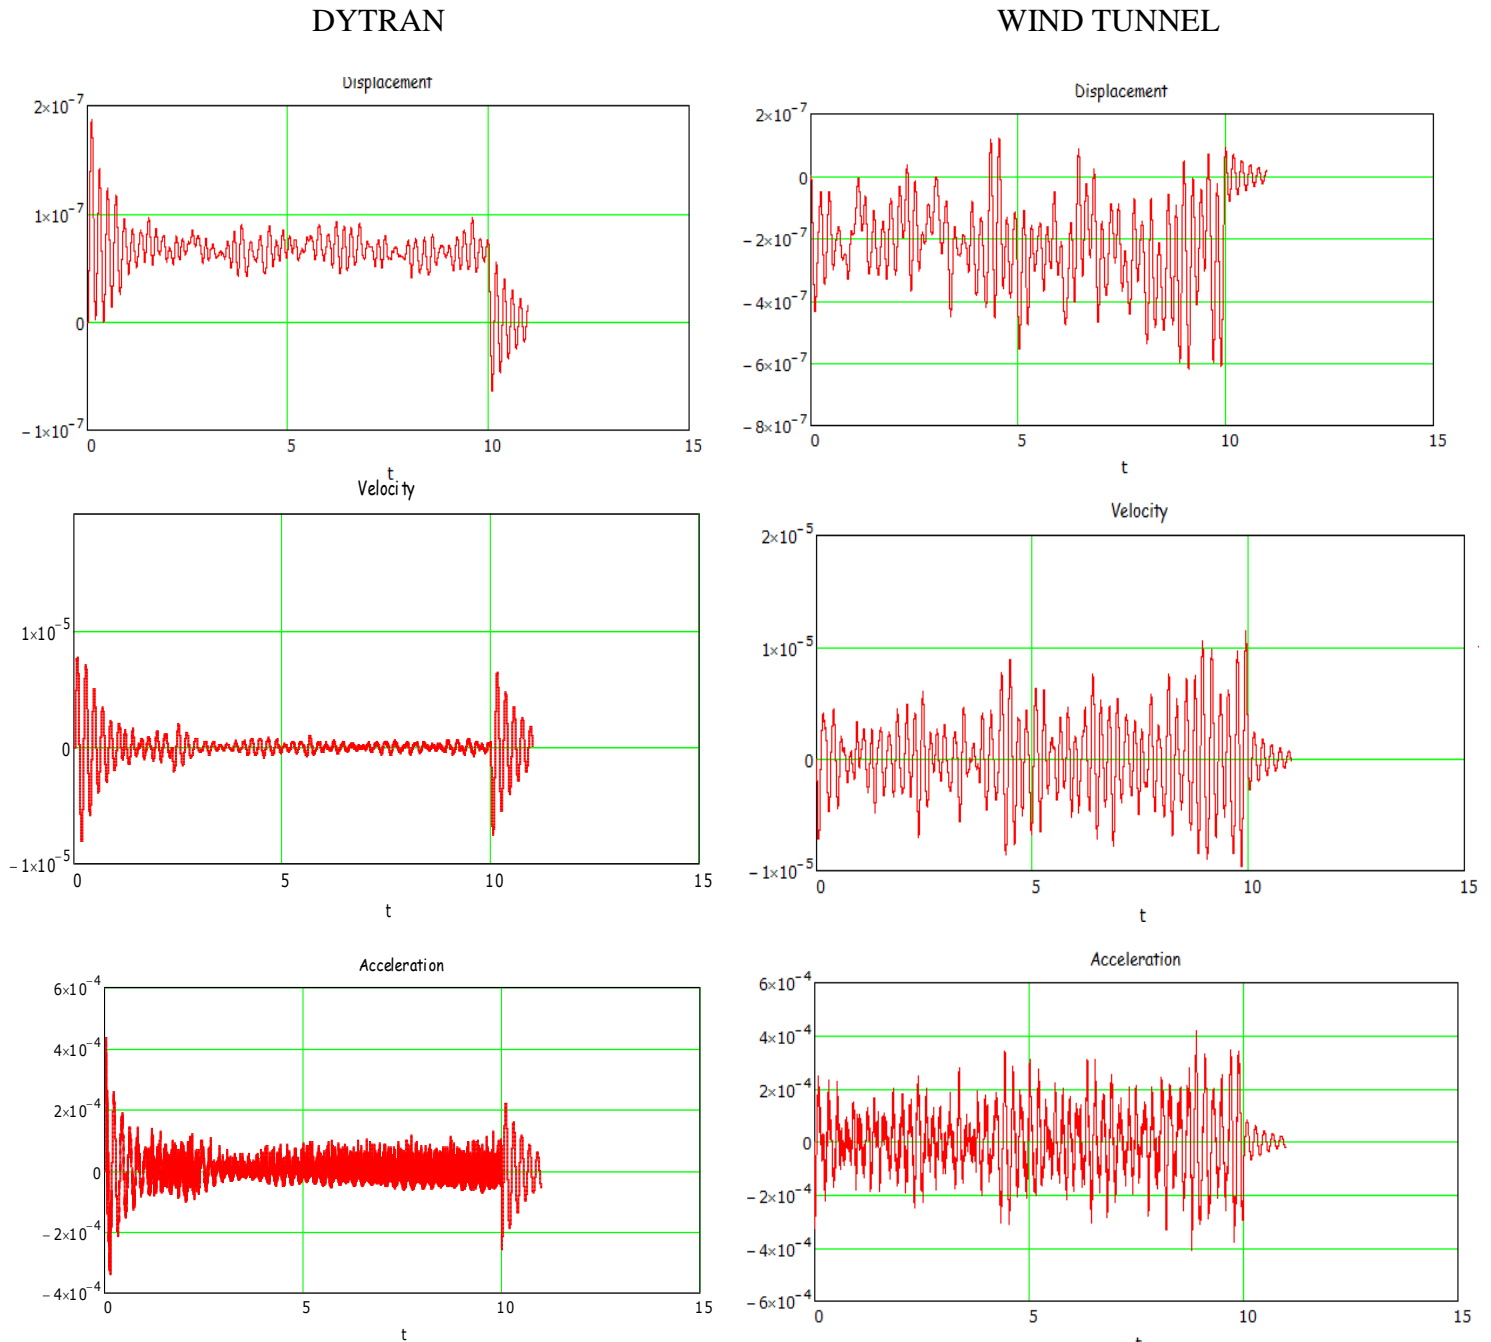 DYTRAN
WIND TUNNEL
Displacement
2×10⁻⁷
1×10⁻⁷
0
−1×10⁻⁷
0 5 10 15
t
Displacement
2×10⁻⁷
0
−2×10⁻⁷
−4×10⁻⁷
−6×10⁻⁷
−8×10⁻⁷
0 5 10 15
t
Velocity
1×10⁻⁵
0
−1×10⁻⁵
0 5 10 15
t
Velocity
2×10⁻⁵
1×10⁻⁵
0
−1×10⁻⁵
0 5 10 15
t
Acceleration
6×10⁻⁴
4×10⁻⁴
2×10⁻⁴
0
−2×10⁻⁴
−4×10⁻⁴
0 5 10 15
t
Acceleration
6×10⁻⁴
4×10⁻⁴
2×10⁻⁴
0
−2×10⁻⁴
−4×10⁻⁴
−6×10⁻⁴
0 5 10 15
t